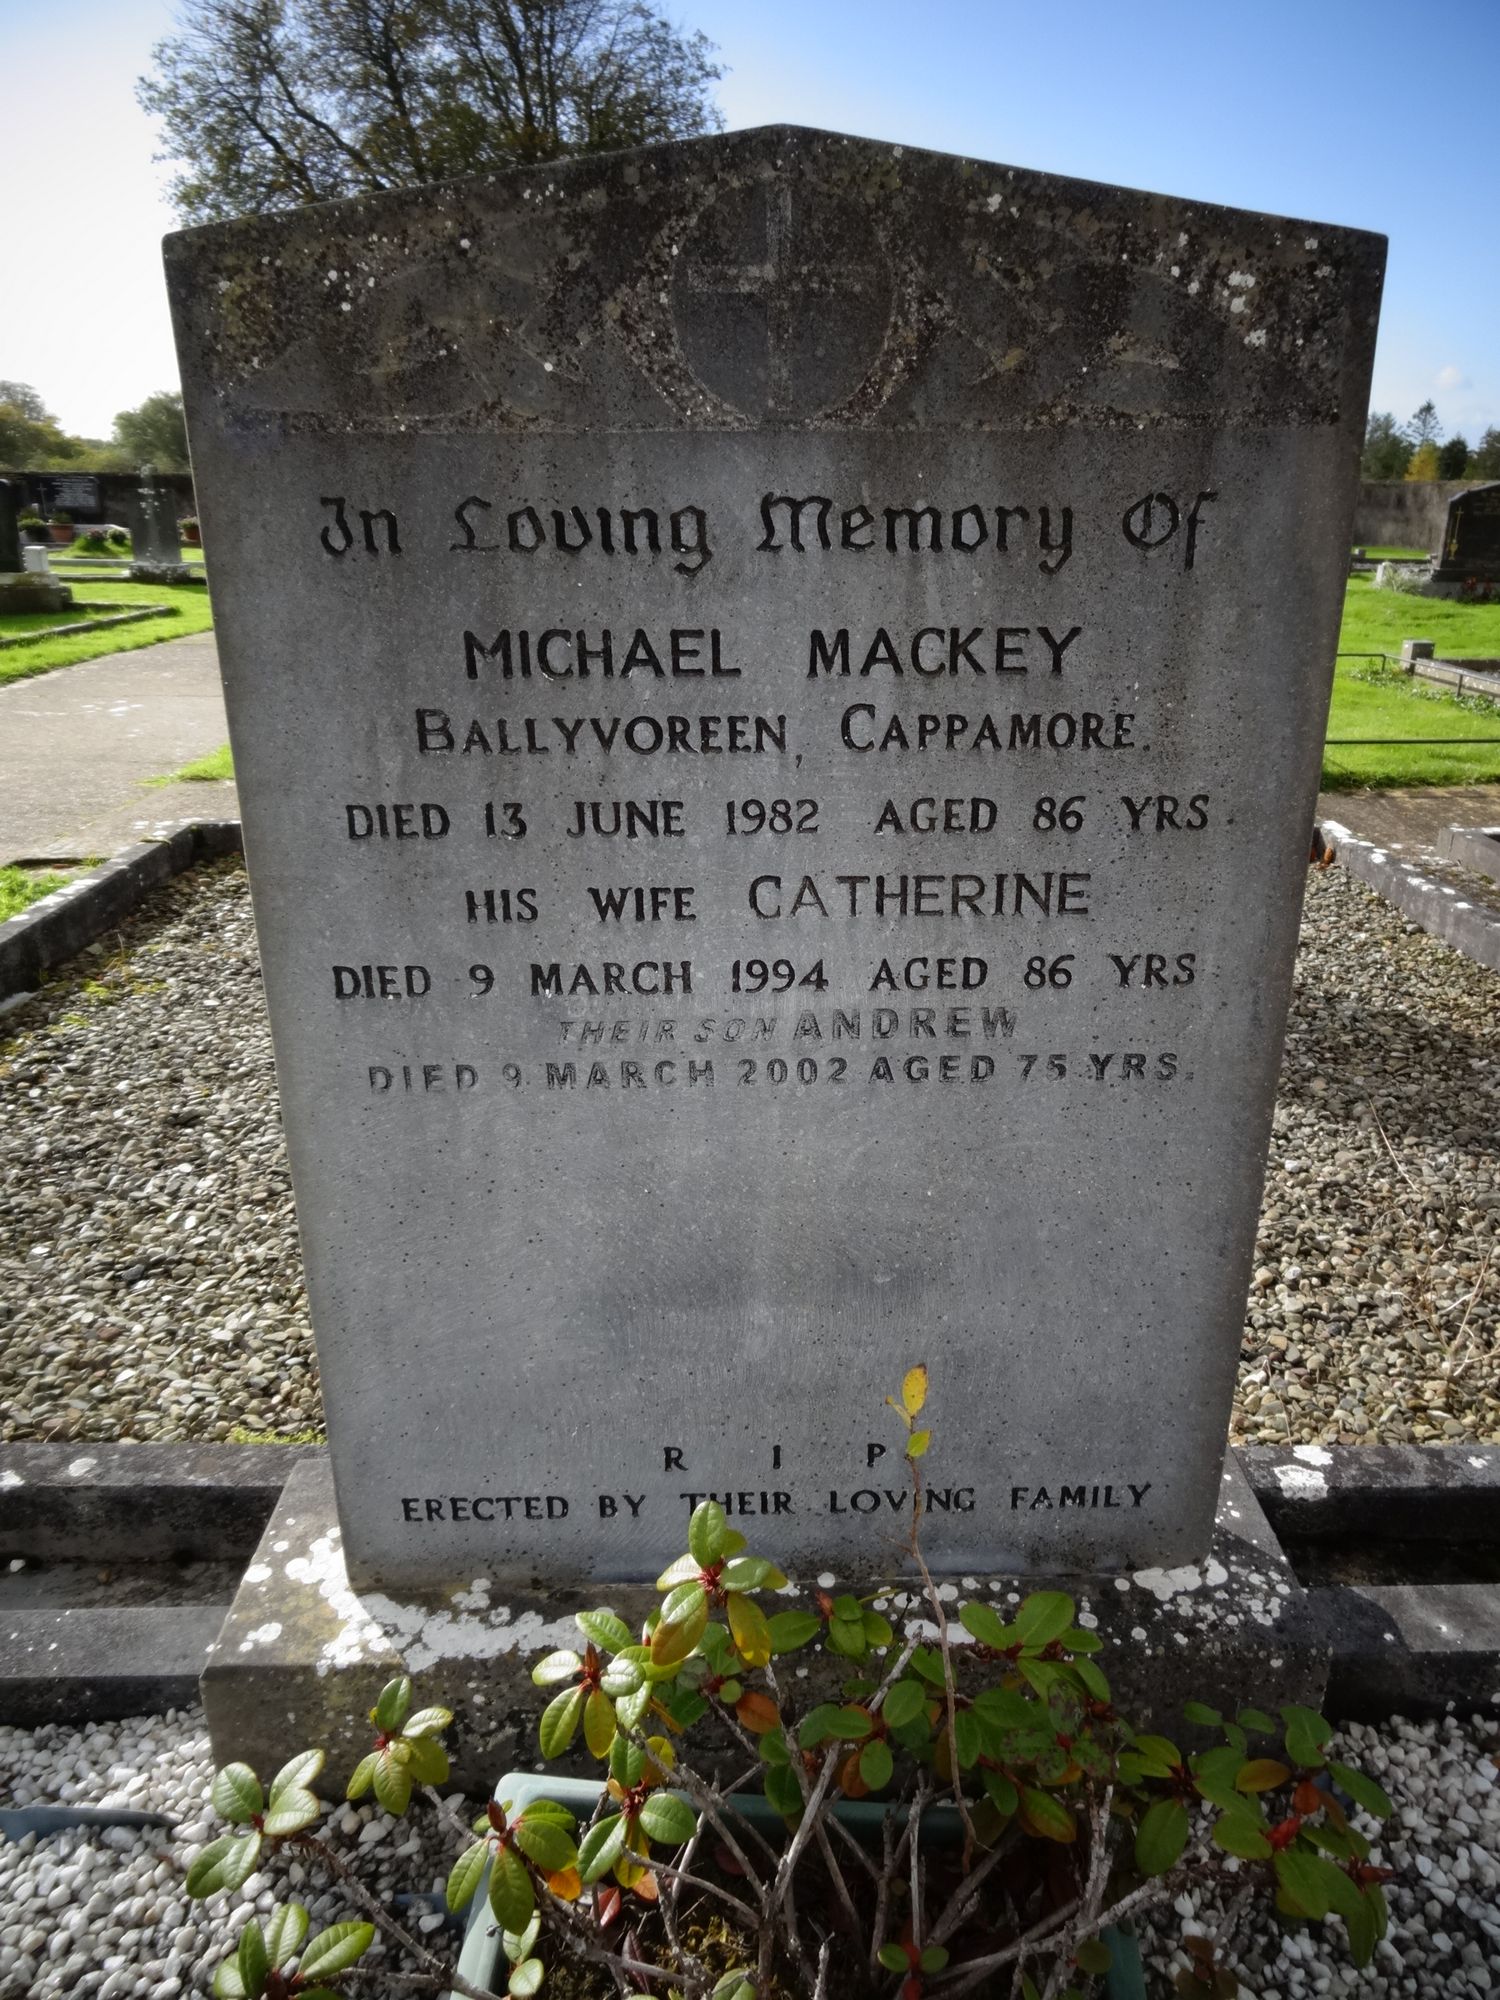 In Loving Memory Of
MICHAEL MACKEY
BALLYVOREEN, CAPPAMORE.
DIED 13 JUNE 1982 AGED 86 YRS.
HIS WIFE CATHERINE
DIED 9 MARCH 1994 AGED 86 YRS
THEIR SON ANDREW
DIED 9 MARCH 2002 AGED 75 YRS.
R I P
ERECTED BY THEIR LOVING FAMILY